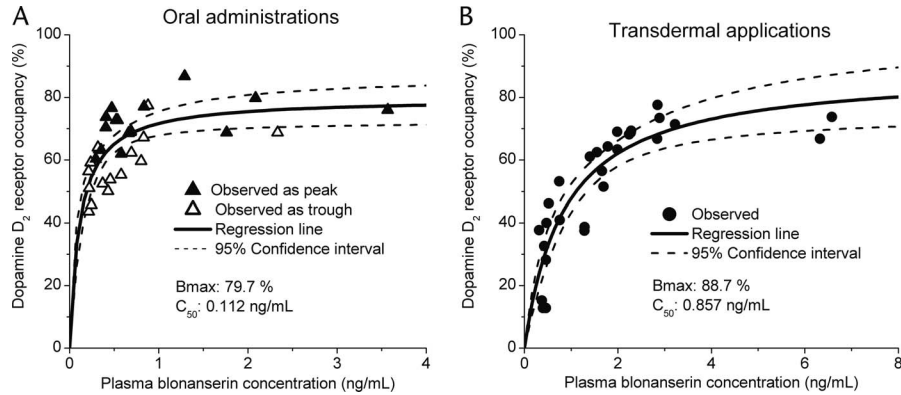 A
Oral administrations
Dopamine D₂ receptor occupancy (%)
100
80
60
40
20
0
Observed as peak
Observed as trough
Regression line
95% Confidence interval
Bmax: 79.7 %
C₅₀: 0.112 ng/mL
0 1 2 3 4
Plasma blonanserin concentration (ng/mL)
B
Transdermal applications
Dopamine D₂ receptor occupancy (%)
100
80
60
40
20
0
Observed
Regression line
95% Confidence interval
Bmax: 88.7 %
C₅₀: 0.857 ng/mL
0 2 4 6 8
Plasma blonanserin concentration (ng/mL)